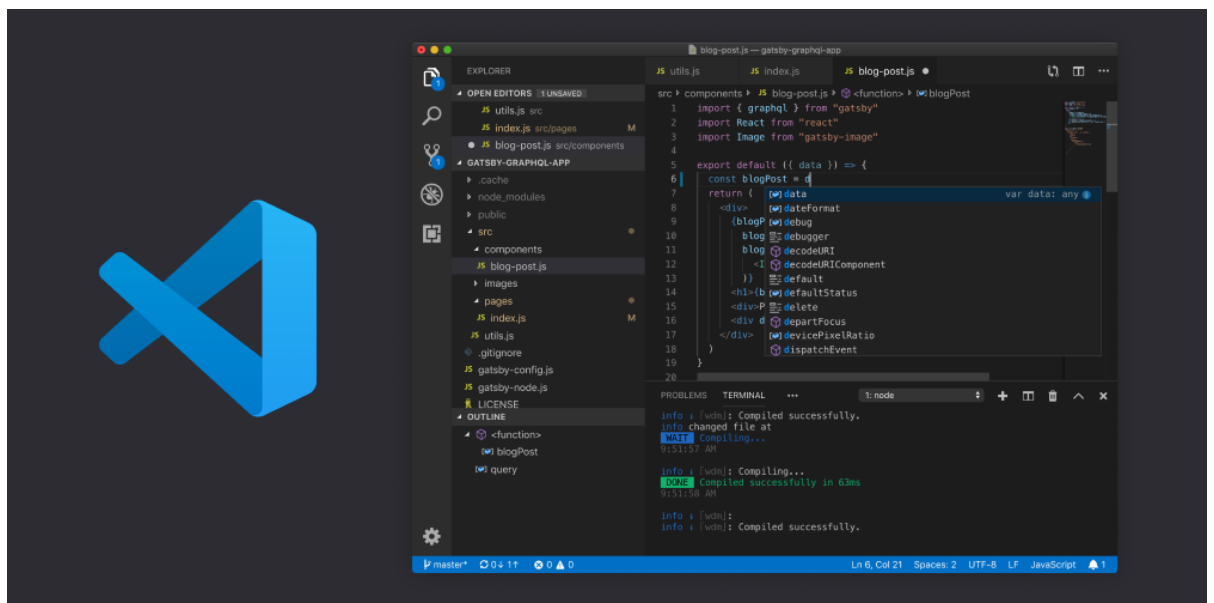 blog-post.js — gatsby-graphql-app
EXPLORER
OPEN EDITORS 1 UNSAVED
JS utils.js src
JS index.js src/pages M
JS blog-post.js src/components
GATSBY-GRAPHQL-APP
.cache
node_modules
public
src
components
JS blog-post.js
images
pages
JS index.js M
JS utils.js
.gitignore
JS gatsby-config.js
JS gatsby-node.js
LICENSE
OUTLINE
<function>
blogPost
query
JS utils.js JS index.js JS blog-post.js
src components JS blog-post.js <function> blogPost
1 import { graphql } from "gatsby"
2 import React from "react"
3 import Image from "gatsby-image"
4
5 export default ({ data }) => {
6 const blogPost = d
7 return (
8 <div>
9 {blogP
10 blog
11 blog
12 <I
13 )}
14 <h1>{b
15 <div>P
16 <div d
17 </div>
18 )
19 }
20
data var data: any
dateFormat
debug
debugger
decodeURI
decodeURIComponent
default
defaultStatus
delete
departFocus
devicePixelRatio
dispatchEvent
PROBLEMS TERMINAL ... 1: node
info ↓ [wdm]: Compiled successfully.
info changed file at
WAIT Compiling...
9:51:57 AM
info ↓ [wdm]: Compiling...
DONE Compiled successfully in 63ms
9:51:58 AM
info ↓ [wdm]:
info ↓ [wdm]: Compiled successfully.
master* 0↓ 1↑ 0 0 Ln 6, Col 21 Spaces: 2 UTF-8 LF JavaScript 1